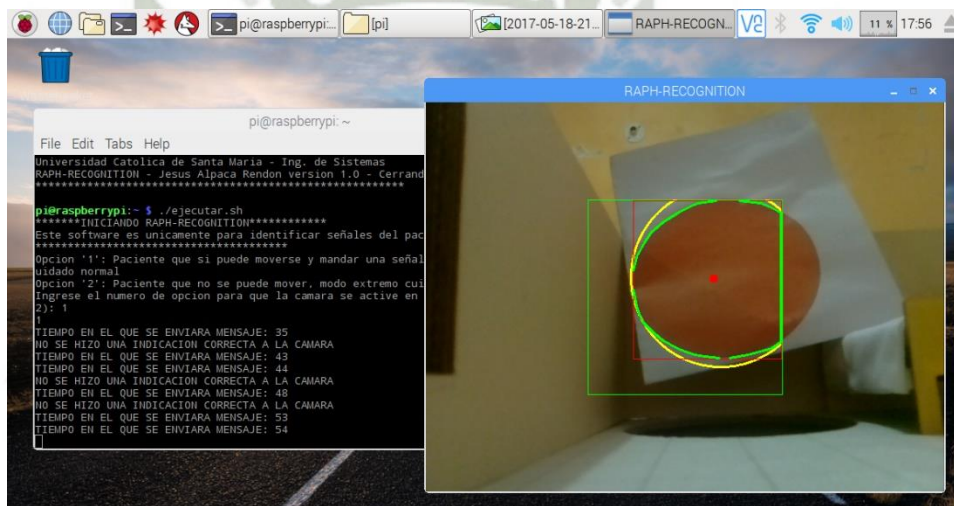 pi@raspberrypi:...
[pi]
[2017-05-18-21...
RAPH-RECOGN...
11 %
17:56
pi@raspberrypi: ~
File Edit Tabs Help
Universidad Catolica de Santa Maria - Ing. de Sistemas
RAPH-RECOGNITION - Jesus Alpaca Rendon version 1.0 - Cerrand
pi@raspberrypi:~ $ ./ejecutar.sh
*******INICIANDO RAPH-RECOGNITION************
Este software es unicamente para identificar señales del pac
Opcion '1': Paciente que si puede moverse y mandar una señal
uidado normal
Opcion '2': Paciente que no se puede mover, modo extremo cui
Ingrese el numero de opcion para que la camara se active en
2): 1
1
TIEMPO EN EL QUE SE ENVIARA MENSAJE: 35
NO SE HIZO UNA INDICACION CORRECTA A LA CAMARA
TIEMPO EN EL QUE SE ENVIARA MENSAJE: 43
TIEMPO EN EL QUE SE ENVIARA MENSAJE: 44
NO SE HIZO UNA INDICACION CORRECTA A LA CAMARA
TIEMPO EN EL QUE SE ENVIARA MENSAJE: 48
NO SE HIZO UNA INDICACION CORRECTA A LA CAMARA
TIEMPO EN EL QUE SE ENVIARA MENSAJE: 53
TIEMPO EN EL QUE SE ENVIARA MENSAJE: 54
RAPH-RECOGNITION